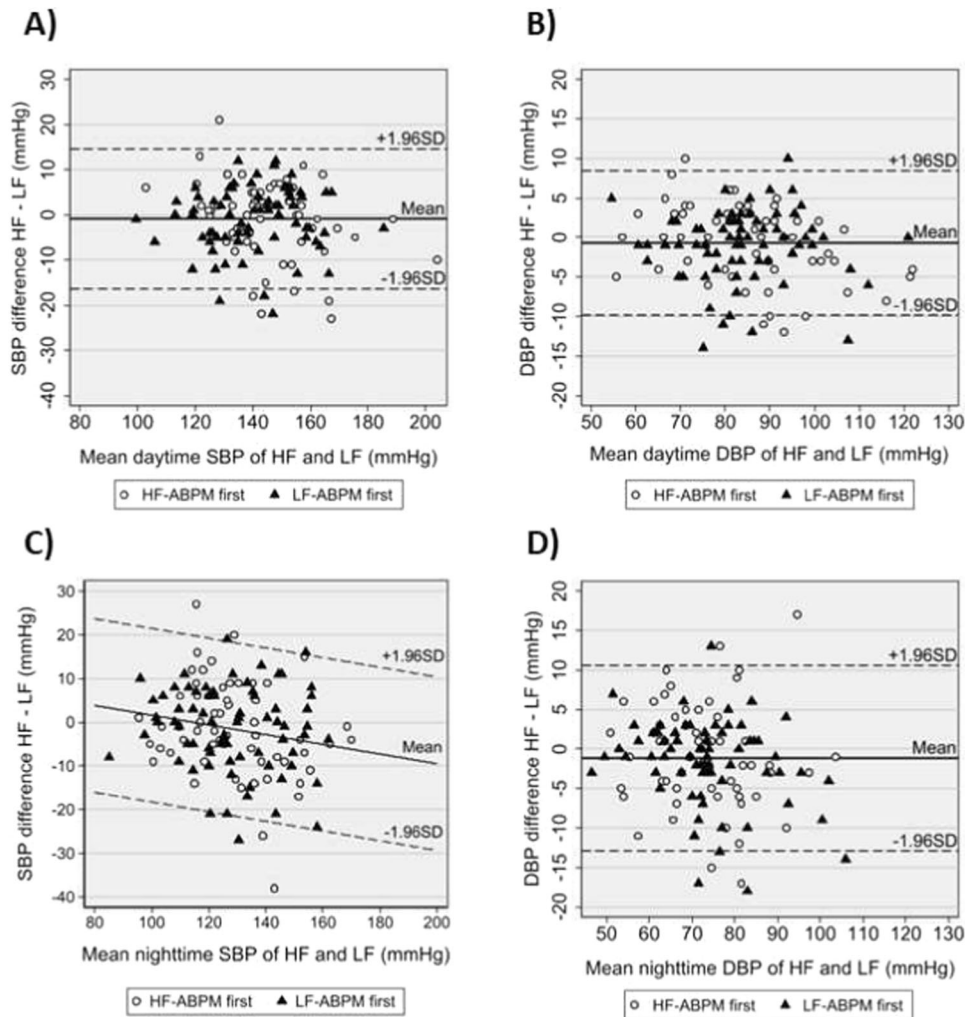 A)
30
20
10
0
-10
-20
-30
-40
SBP difference HF - LF (mmHg)
+1.96SD
Mean
-1.96SD
80 100 120 140 160 180 200
Mean daytime SBP of HF and LF (mmHg)
HF-ABPM first LF-ABPM first
B)
20
15
10
5
0
-5
-10
-15
-20
DBP difference HF - LF (mmHg)
+1.96SD
Mean
-1.96SD
50 60 70 80 90 100 110 120 130
Mean daytime DBP of HF and LF (mmHg)
HF-ABPM first LF-ABPM first
C)
30
20
10
0
-10
-20
-30
-40
SBP difference HF - LF (mmHg)
+1.96SD
Mean
-1.96SD
80 100 120 140 160 180 200
Mean nighttime SBP of HF and LF (mmHg)
HF-ABPM first LF-ABPM first
D)
20
15
10
5
0
-5
-10
-15
-20
DBP difference HF - LF (mmHg)
+1.96SD
Mean
-1.96SD
50 60 70 80 90 100 110 120 130
Mean nighttime DBP of HF and LF (mmHg)
HF-ABPM first LF-ABPM first